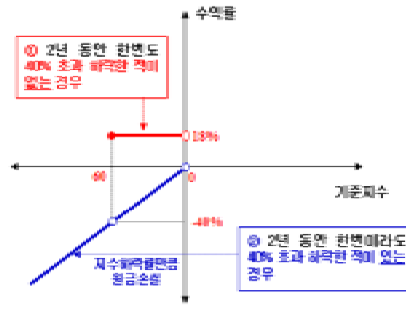 수익률
① 2년 동안 한번도
40% 초과 하락한 적이
없는 경우
18%
60
0
기준지수
-40%
② 2년 동안 한번이라도
40% 초과 하락한 적이 있는
경우
지수하락률만큼
원금손실